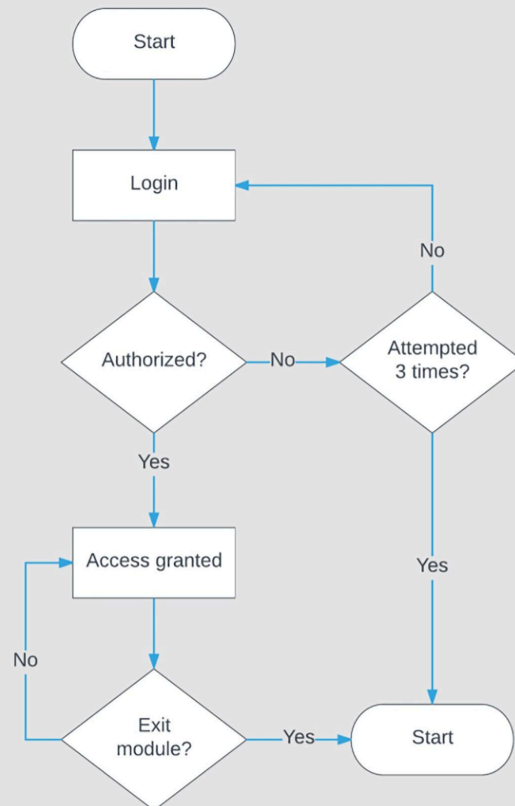 Start
Login
No
Authorized?
No
Attempted
3 times?
Yes
Access granted
Yes
No
Exit
module?
Yes
Start